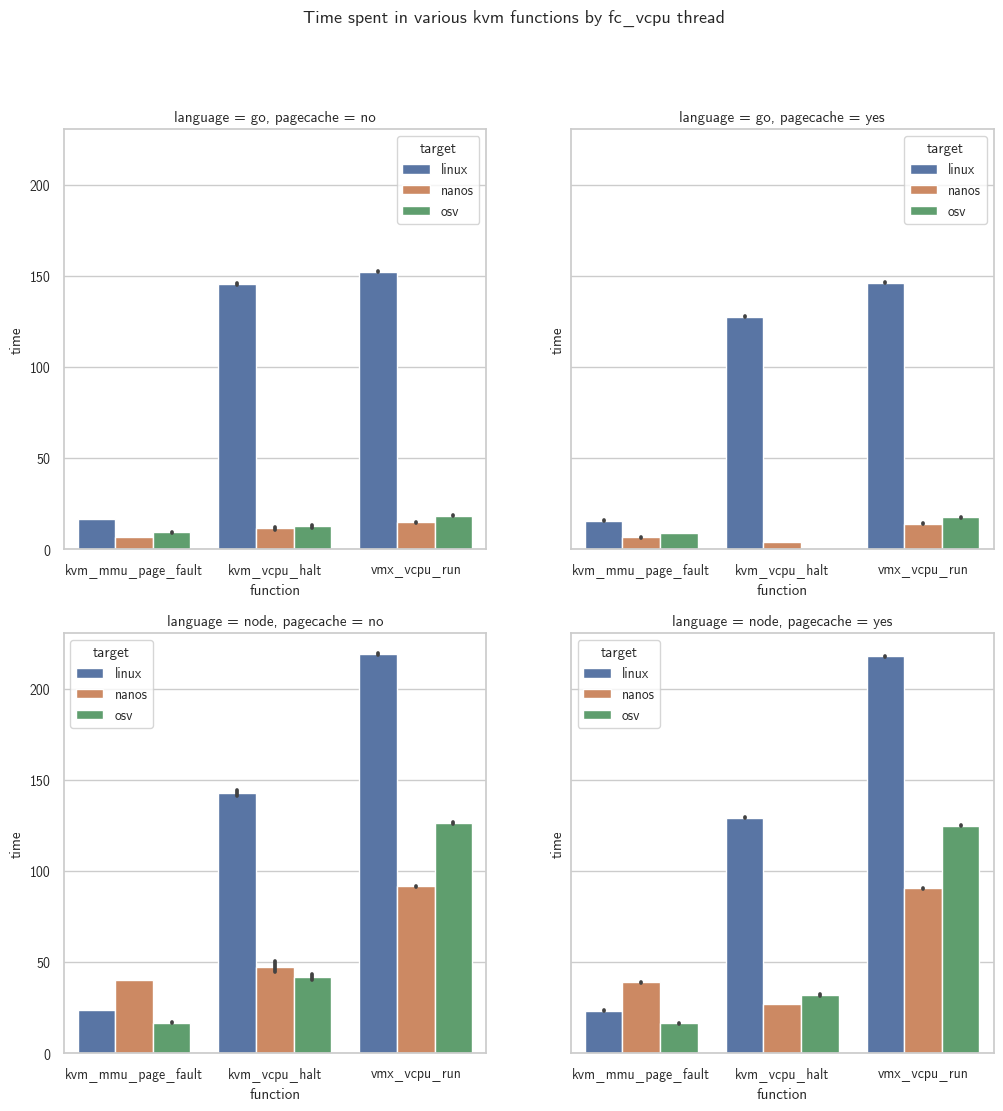 Time spent in various kvm functions by fc_vcpu thread
language = go, pagecache = no
target
linux
nanos
osv
200
150
100
50
0
time
kvm_mmu_page_fault kvm_vcpu_halt vmx_vcpu_run
function
language = go, pagecache = yes
target
linux
nanos
osv
time
kvm_mmu_page_fault kvm_vcpu_halt vmx_vcpu_run
function
language = node, pagecache = no
target
linux
nanos
osv
200
150
100
50
0
time
kvm_mmu_page_fault kvm_vcpu_halt vmx_vcpu_run
function
language = node, pagecache = yes
target
linux
nanos
osv
time
kvm_mmu_page_fault kvm_vcpu_halt vmx_vcpu_run
function